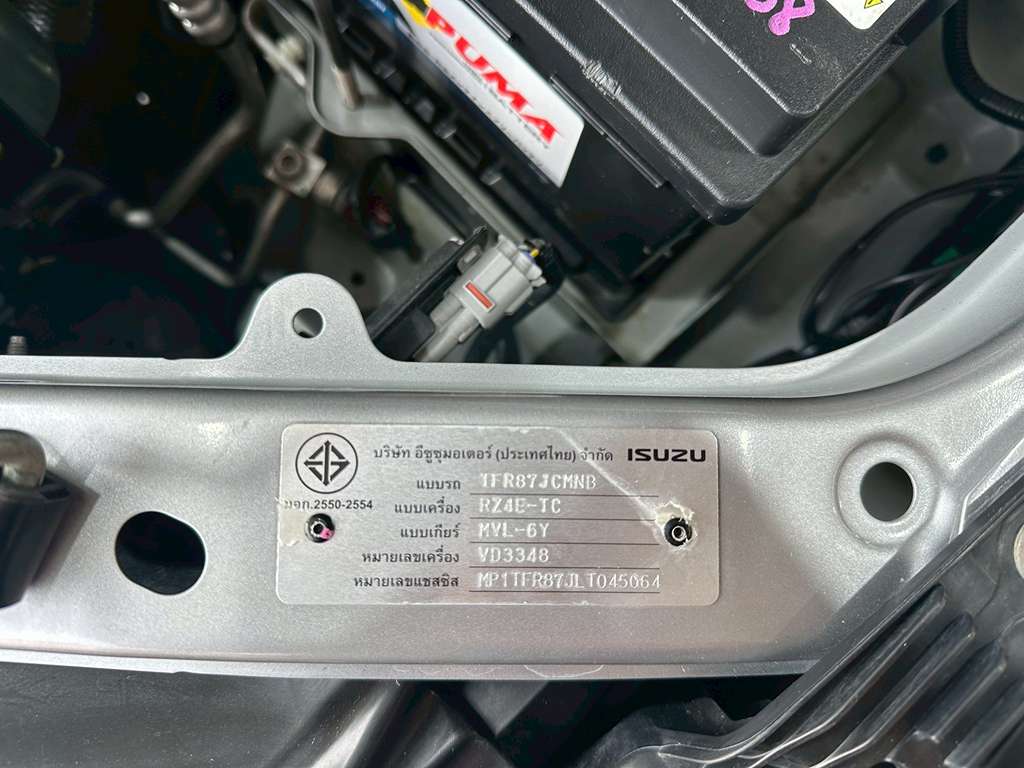 PUMA
บริษัท อีซูซุมอเตอร์ (ประเทศไทย) จำกัด ISUZU
แบบรถ TFR87JCMNB
มอก.2550-2554
แบบเครื่อง RZ4E-TC
แบบเกียร์ MVL-6Y
หมายเลขเครื่อง VD3348
หมายเลขแชสซิส MP1TFR87JLT045064